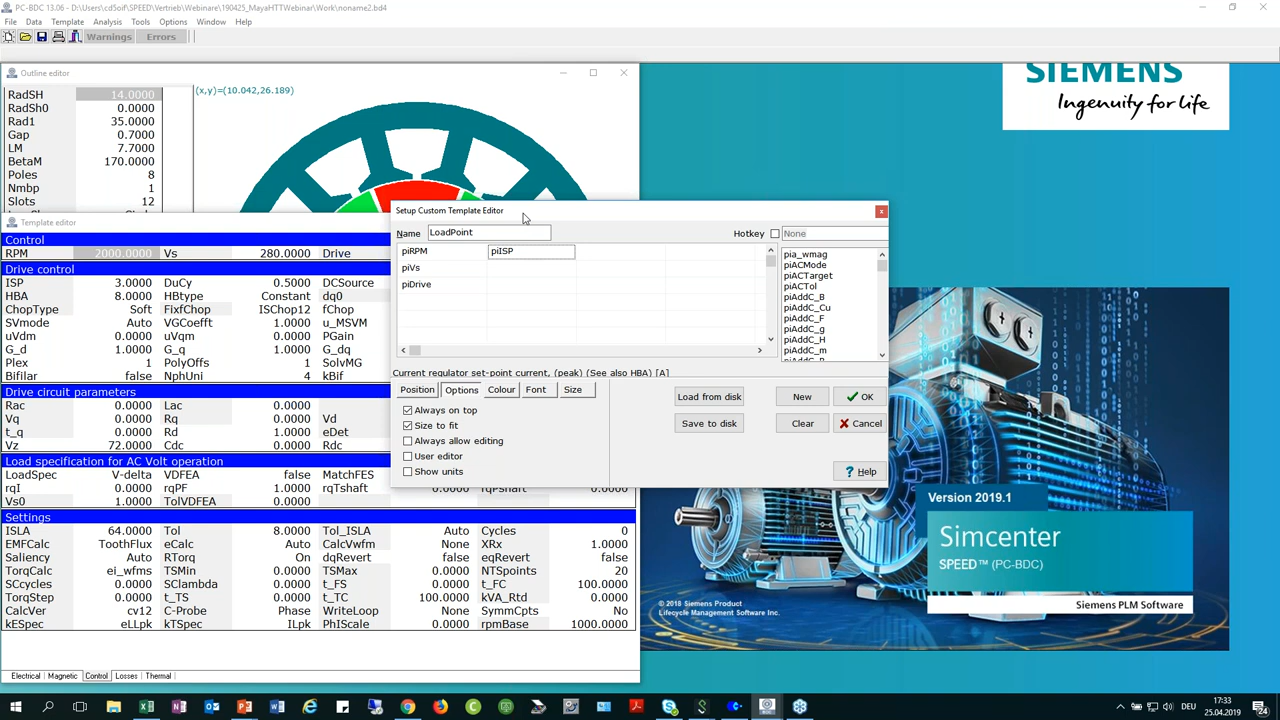 PC-BDC 13.06 - D:\Users\cd5oif\SPEED\Vertrieb\Webinare\190425_MayaHTTWebinar\Work\noname2.bd4
File Data Template Analysis Tools Options Window Help
Warnings Errors
Outline editor
RadSH 14.0000
RadSh0 0.0000
Rad1 35.0000
Gap 0.7000
LM 7.7000
BetaM 170.0000
Poles 8
Nmbp 1
Slots 12
(x,y)=(10.042,26.189)
SIEMENS
Ingenuity for life
Template editor
Control
RPM 2000.0000 Vs 280.0000 Drive
Drive control
ISP 3.0000 DuCy 0.5000 DCSource
HBA 8.0000 HBtype Constant dq0
ChopType Soft FixfChop ISChop12 fChop
SVmode Auto VGCoefft 1.0000 u_MSVM
uVdm 0.0000 uVqm 0.0000 PGain
G_d 1.0000 G_q 1.0000 G_dq
Plex 1 PolyOffs 1 SolvMG
Bifilar false NphUni 4 kBif
Drive circuit parameters
Rac 0.0000 Lac 0.0000
Vq 0.0000 Rq 0.0000 Vd
t_q 0.0000 Rd 1.0000 eDet
Vz 72.0000 Cdc 0.0000 Rdc
Load specification for AC Volt operation
LoadSpec V-delta VDFEA false MatchFES
rqI 0.0000 rqPF 1.0000 rqTshaft
Vs0 1.0000 TolVDFEA 0.0000
Settings
ISLA 64.0000 Tol 8.0000 Tol_ISLA Auto Cycles 0
EMFCalc ToothFlux eCalc Auto CalcVwfm None XRx 1.0000
Saliency Auto RTorq On dqRevert false eqRevert false
TorqCalc ei_wfms TSMin 0.0000 TSMax 0.0000 NTSpoints 20
SCcycles 0.0000 SClambda 0.0000 t_FS 0.0000 t_FC 100.0000
TorqStep 0.0000 t_TS 0.0000 t_TC 100.0000 kVA_Rtd 0.0000
CalcVer cv12 C-Probe Phase WriteLoop None SymmCpts No
kESpec eLLpk kTSpec ILpk PhIScale 0.0000 rpmBase 1000.0000
Electrical Magnetic Control Losses Thermal
Setup Custom Template Editor
Name LoadPoint Hotkey None
piRPM piISP
piVs
piDrive
pia_wmag
piACMode
piACTarget
piACTol
piAddC_B
piAddC_Cu
piAddC_F
piAddC_g
piAddC_H
piAddC_m
Current regulator set-point current, (peak) (See also HBA) [A]
Position Options Colour Font Size
Always on top
Size to fit
Always allow editing
User editor
Show units
Load from disk New OK
Save to disk Clear Cancel
Help
Version 2019.1
Simcenter
SPEED™ (PC-BDC)
Siemens PLM Software
© 2018 Siemens Product
Lifecycle Management Software Inc.
DEU
17:33
25.04.2019
24